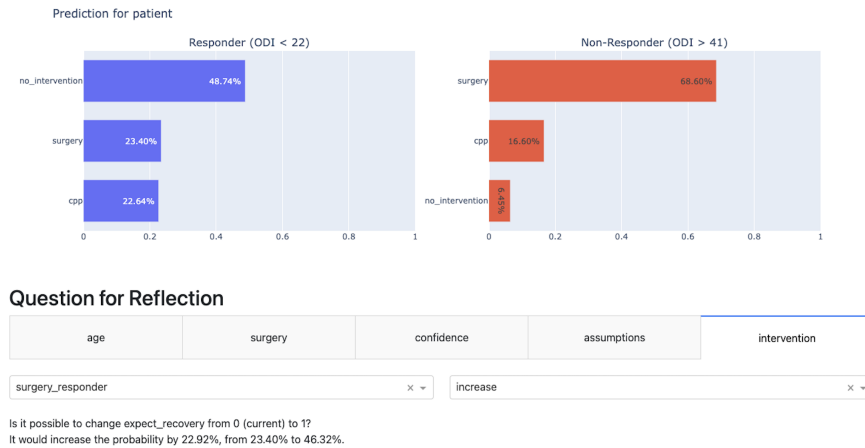 Prediction for patient
Responder (ODI < 22)
no_intervention
48.74%
surgery
23.40%
cpp
22.64%
0 0.2 0.4 0.6 0.8 1
Non-Responder (ODI > 41)
surgery
68.60%
cpp
16.60%
no_intervention
6.45%
0 0.2 0.4 0.6 0.8 1
Question for Reflection
age surgery confidence assumptions intervention
surgery_responder increase
Is it possible to change expect_recovery from 0 (current) to 1?
It would increase the probability by 22.92%, from 23.40% to 46.32%.